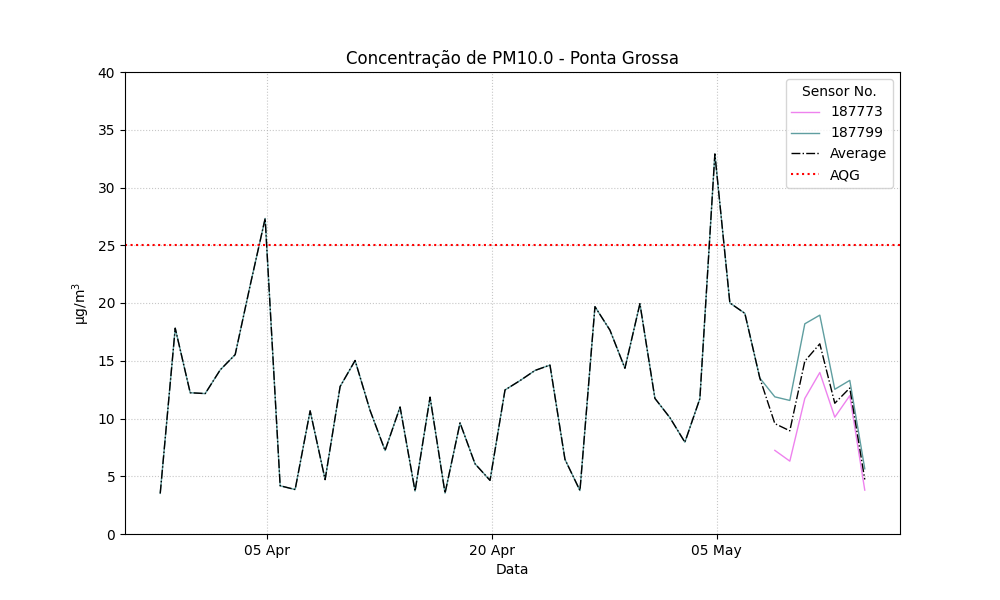 Concentração de PM10.0 - Ponta Grossa
40
35
30
25
20
15
10
5
0
µg/m³
Sensor No.
187773
187799
Average
AQG
05 Apr
20 Apr
05 May
Data